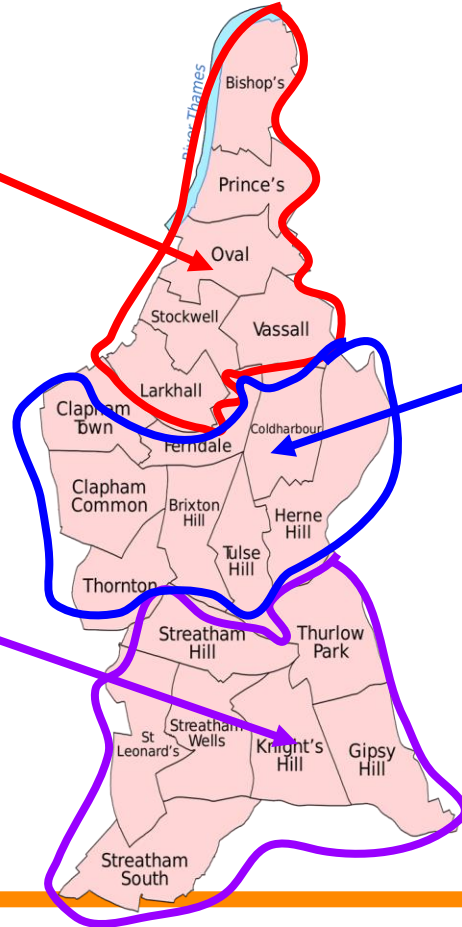 River Thames
Bishop's
Prince's
Oval
Stockwell
Vassall
Larkhall
Clapham
Town
Ferndale
Coldharbour
Clapham
Common
Brixton
Hill
Herne
Hill
Tulse
Hill
Thornton
Streatham
Hill
Thurlow
Park
St
Leonard's
Streatham
Wells
Knight's
Hill
Gipsy
Hill
Streatham
South